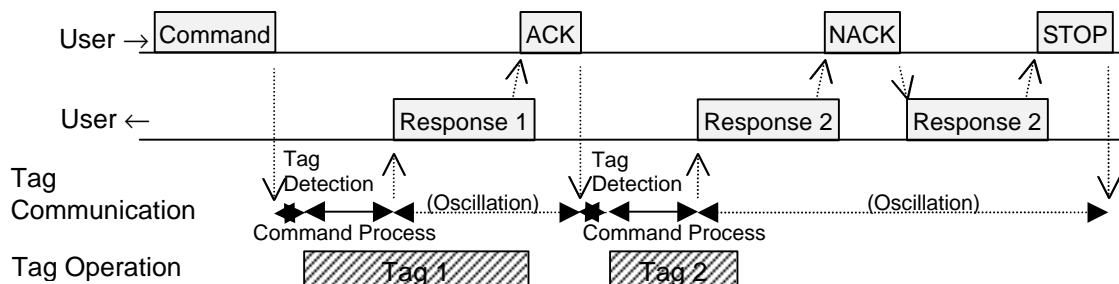 User → Command ACK NACK STOP
User ← Response 1 Response 2 Response 2
Tag
Detection
Tag
Detection
Tag
Communication
(Oscillation)
(Oscillation)
Command Process
Command Process
Tag Operation Tag 1 Tag 2